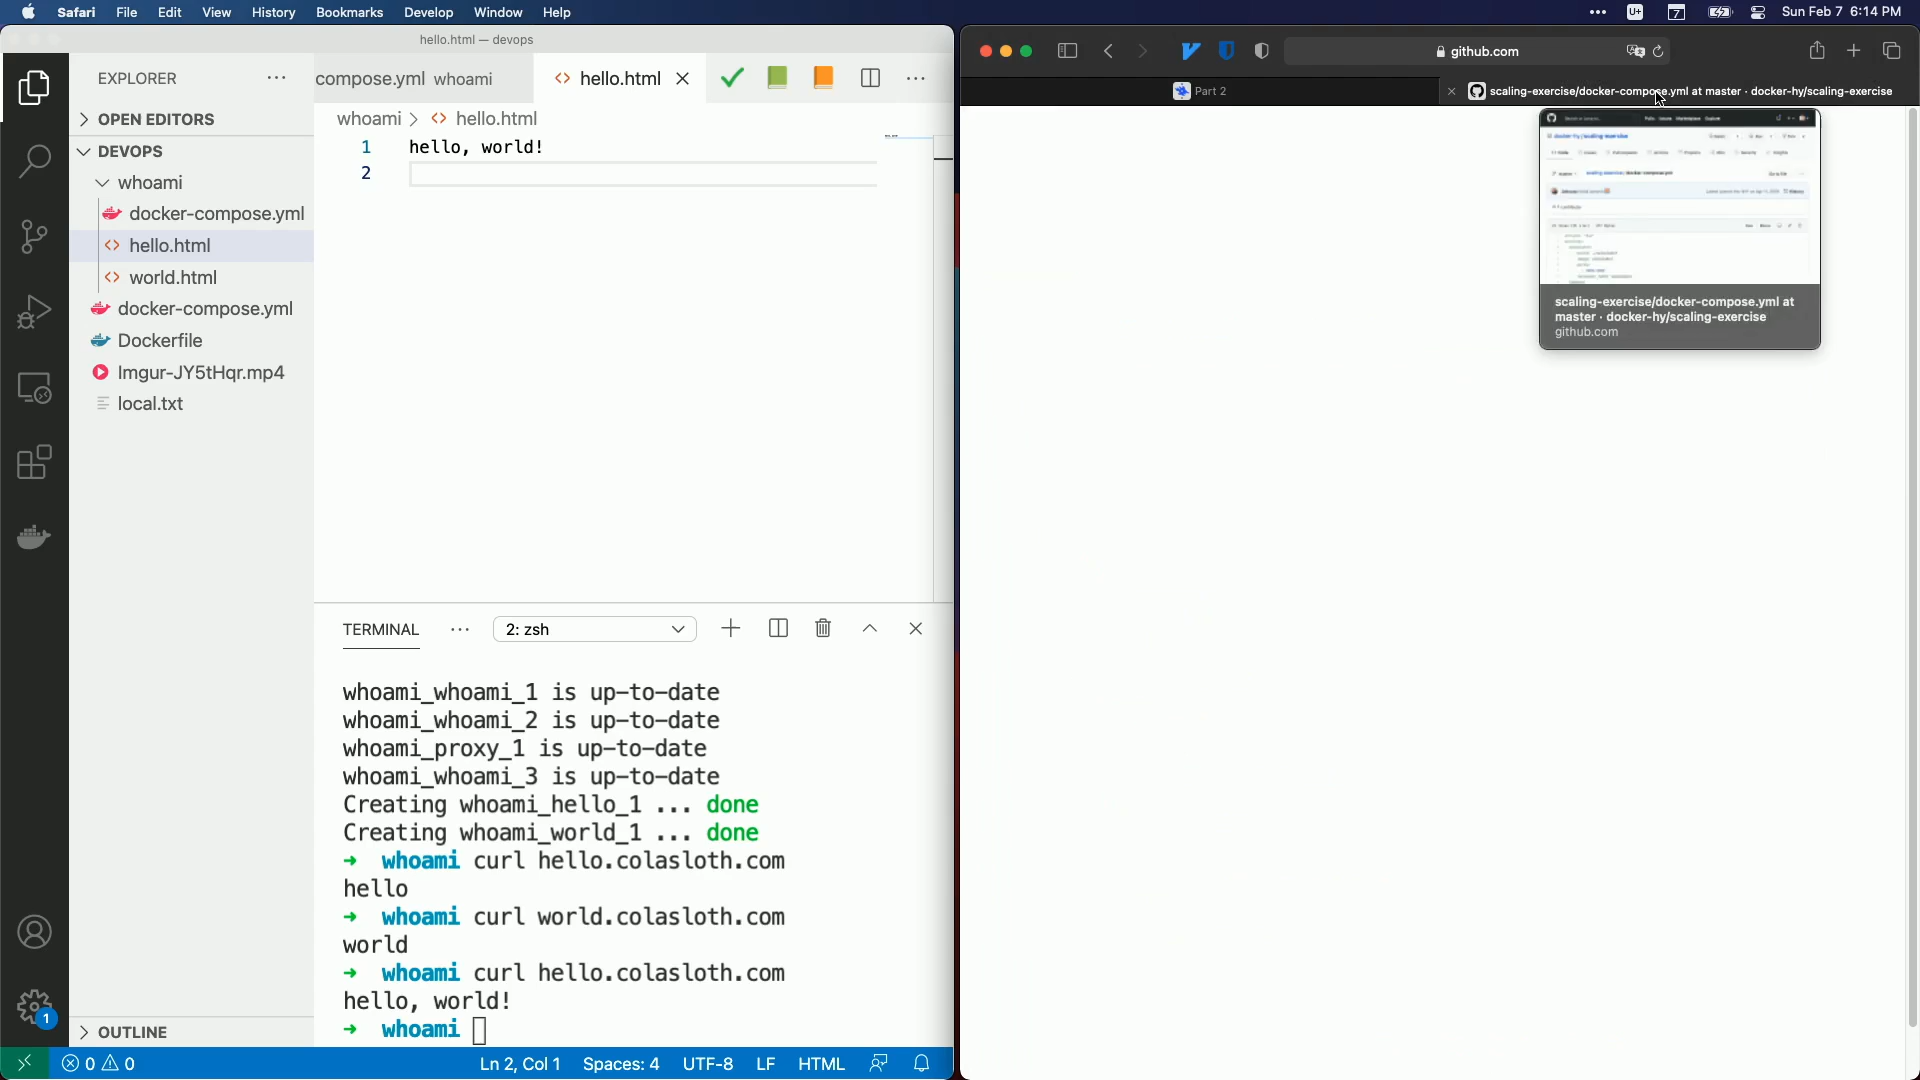 Safari File Edit View History Bookmarks Develop Window Help
U+ 7 Sun Feb 7 6:14 PM
hello.html — devops
EXPLORER
compose.yml whoami
hello.html
OPEN EDITORS
DEVOPS
whoami
docker-compose.yml
hello.html
world.html
docker-compose.yml
Dockerfile
Imgur-JY5tHqr.mp4
local.txt
OUTLINE
whoami > hello.html
1 hello, world!
2
TERMINAL
2: zsh
whoami_whoami_1 is up-to-date
whoami_whoami_2 is up-to-date
whoami_proxy_1 is up-to-date
whoami_whoami_3 is up-to-date
Creating whoami_hello_1 ... done
Creating whoami_world_1 ... done
→ whoami curl hello.colasloth.com
hello
→ whoami curl world.colasloth.com
world
→ whoami curl hello.colasloth.com
hello, world!
→ whoami
1
0 0
Ln 2, Col 1 Spaces: 4 UTF-8 LF HTML
github.com
Part 2
scaling-exercise/docker-compose.yml at master · docker-hy/scaling-exercise
scaling-exercise/docker-compose.yml at
master · docker-hy/scaling-exercise
github.com